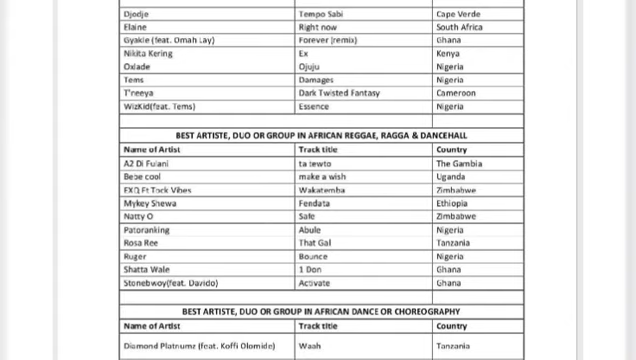 Djodje Tempo Sabi Cape Verde
Elaine Right now South Africa
Gyakie (feat. Omah Lay) Forever (remix) Ghana
Nikita Kering Ex Kenya
Oxlade Ojuju Nigeria
Tems Damages Nigeria
T'neeya Dark Twisted Fantasy Cameroon
WizKid(feat. Tems) Essence Nigeria
BEST ARTISTE, DUO OR GROUP IN AFRICAN REGGAE, RAGGA & DANCEHALL
Name of Artist Track title Country
A2 Di Fulani ta tewto The Gambia
Bebe cool make a wish Uganda
EXQ Ft Tock Vibes Wakatemba Zimbabwe
Mykey Shewa Fendata Ethiopia
Natty O Safe Zimbabwe
Patoranking Abule Nigeria
Rosa Ree That Gal Tanzania
Ruger Bounce Nigeria
Shatta Wale 1 Don Ghana
Stonebwoy(feat. Davido) Activate Ghana
BEST ARTISTE, DUO OR GROUP IN AFRICAN DANCE OR CHOREOGRAPHY
Name of Artist Track title Country
Diamond Platnumz (feat. Koffi Olomide) Waah Tanzania